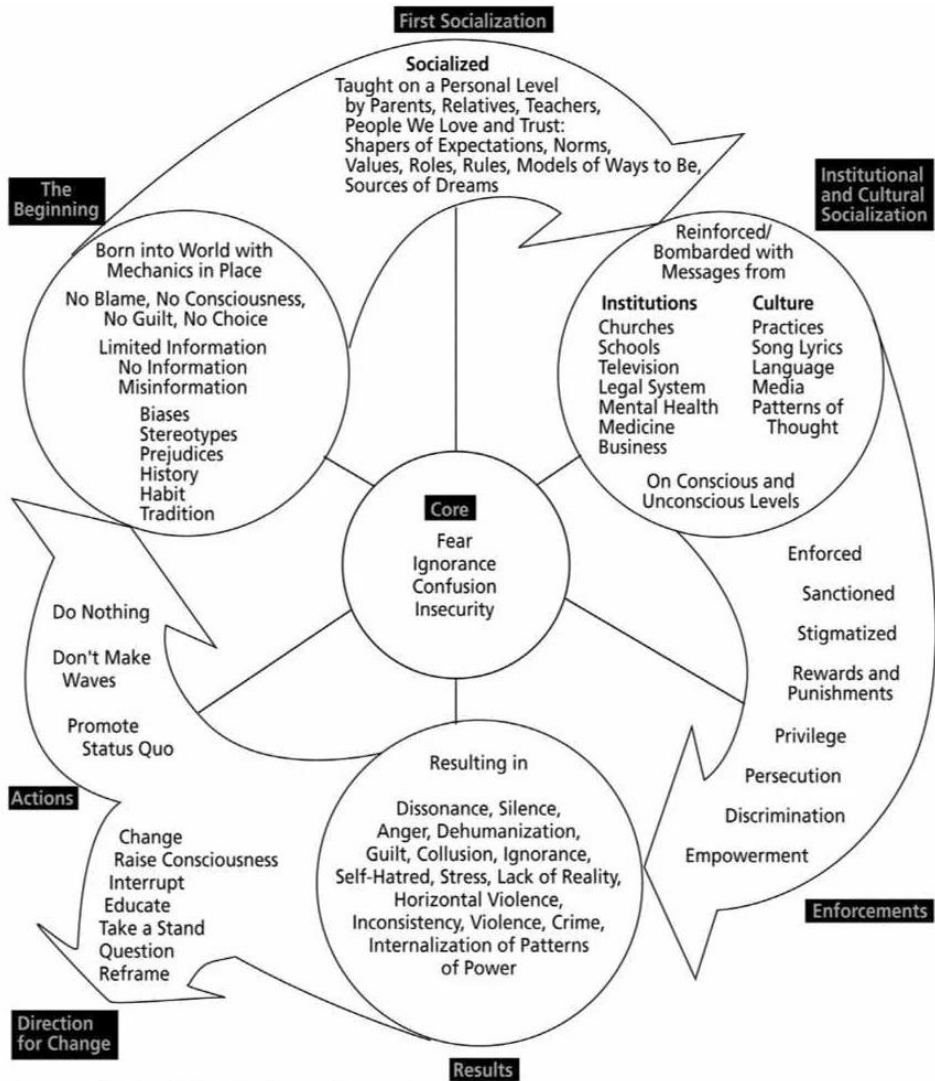 First Socialization
Socialized
Taught on a Personal Level
by Parents, Relatives, Teachers,
People We Love and Trust:
Shapers of Expectations, Norms,
Values, Roles, Rules, Models of Ways to Be,
Sources of Dreams
The
Beginning
Born into World with
Mechanics in Place
No Blame, No Consciousness,
No Guilt, No Choice
Limited Information
No Information
Misinformation
Biases
Stereotypes
Prejudices
History
Habit
Tradition
Institutional
and Cultural
Socialization
Reinforced/
Bombarded with
Messages from
Institutions
Churches
Schools
Television
Legal System
Mental Health
Medicine
Business
Culture
Practices
Song Lyrics
Language
Media
Patterns of
Thought
On Conscious and
Unconscious Levels
Core
Fear
Ignorance
Confusion
Insecurity
Enforced
Sanctioned
Stigmatized
Rewards and
Punishments
Privilege
Persecution
Discrimination
Empowerment
Enforcements
Resulting in
Dissonance, Silence,
Anger, Dehumanization,
Guilt, Collusion, Ignorance,
Self-Hatred, Stress, Lack of Reality,
Horizontal Violence,
Inconsistency, Violence, Crime,
Internalization of Patterns
of Power
Results
Do Nothing
Don't Make
Waves
Promote
Status Quo
Actions
Change
Raise Consciousness
Interrupt
Educate
Take a Stand
Question
Reframe
Direction
for Change